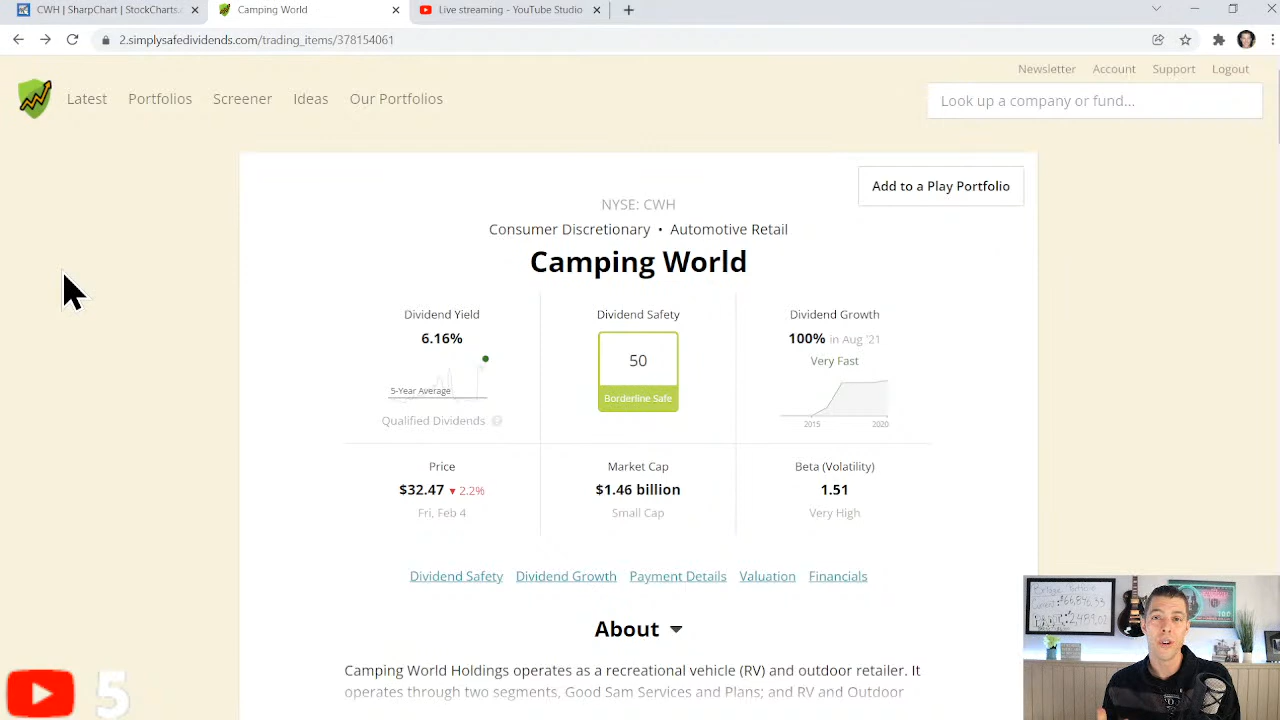 CWH | SharpChart | StockCharts.
Camping World
Live streaming - YouTube Studio
2.simplysafedividends.com/trading_items/378154061
Newsletter Account Support Logout
Latest Portfolios Screener Ideas Our Portfolios
Look up a company or fund...
Add to a Play Portfolio
NYSE: CWH
Consumer Discretionary • Automotive Retail
Camping World
Dividend Yield
6.16%
5-Year Average
Qualified Dividends ?
Dividend Safety
50
Borderline Safe
Dividend Growth
100% in Aug '21
Very Fast
2015 2020
Price
$32.47 ▼ 2.2%
Fri, Feb 4
Market Cap
$1.46 billion
Small Cap
Beta (Volatility)
1.51
Very High
Dividend Safety Dividend Growth Payment Details Valuation Financials
About
Camping World Holdings operates as a recreational vehicle (RV) and outdoor retailer. It
operates through two segments, Good Sam Services and Plans; and RV and Outdoor
5